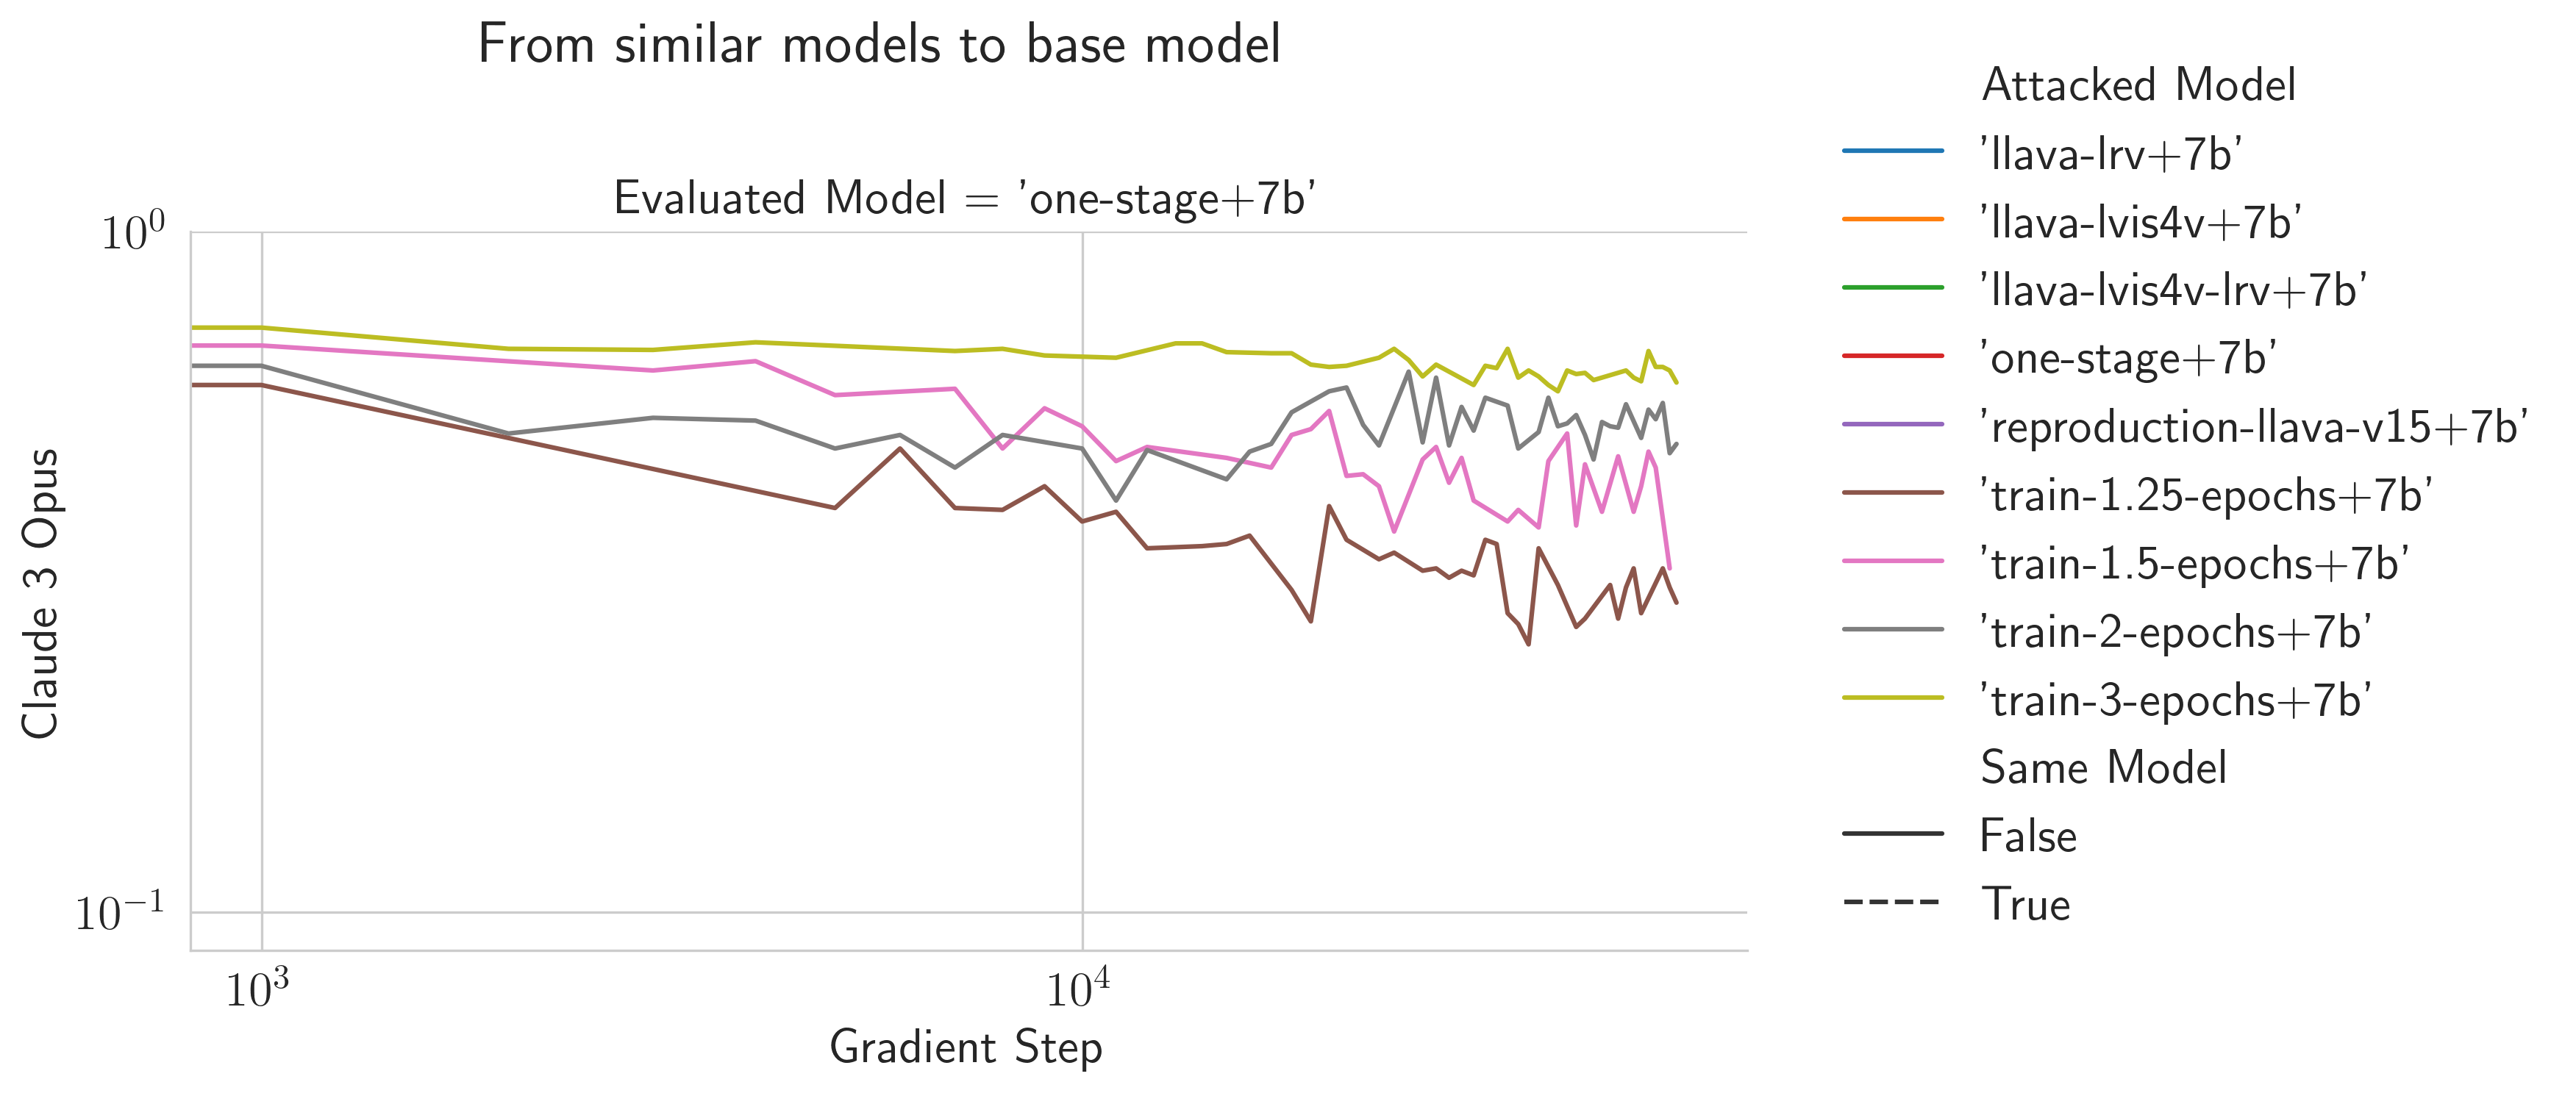 From similar models to base model
Evaluated Model = 'one-stage+7b'
10^0
10^-1
Claude 3 Opus
10^3
10^4
Gradient Step
Attacked Model
'llava-lrv+7b'
'llava-lvis4v+7b'
'llava-lvis4v-lrv+7b'
'one-stage+7b'
'reproduction-llava-v15+7b'
'train-1.25-epochs+7b'
'train-1.5-epochs+7b'
'train-2-epochs+7b'
'train-3-epochs+7b'
Same Model
False
True